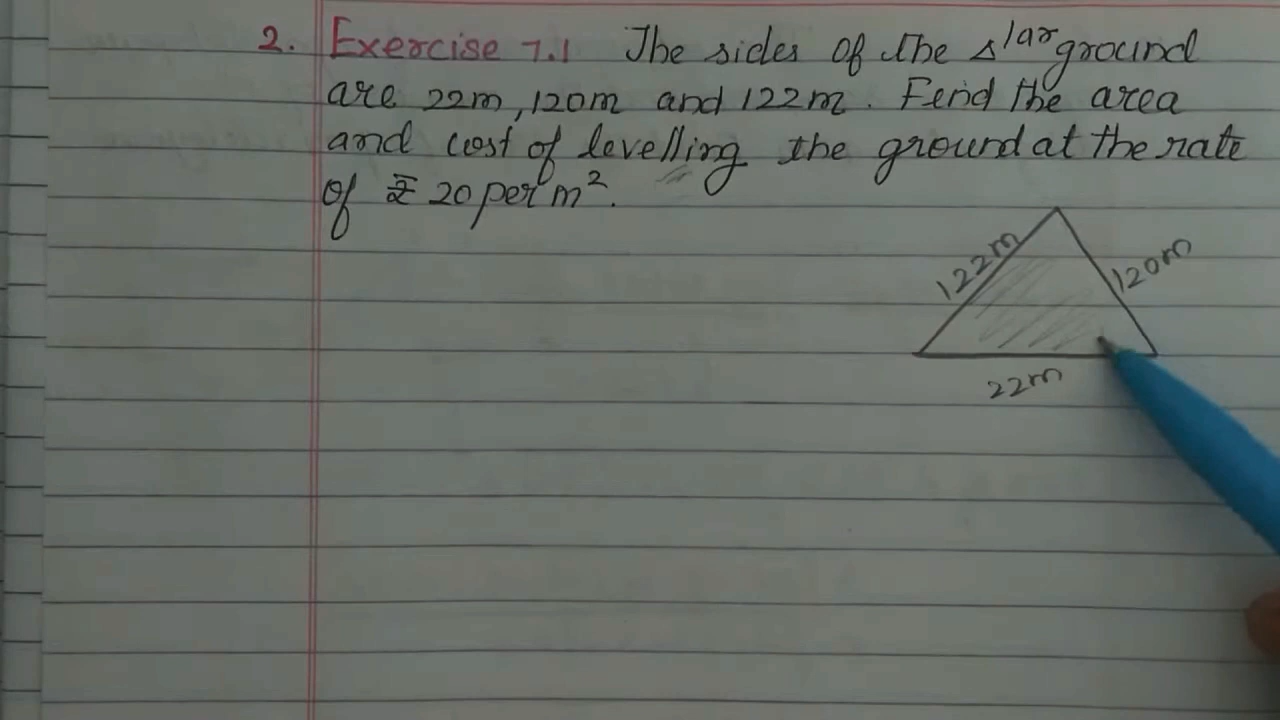 2. Exercise 7.1 The sides of the △lar ground
are 22m, 120m and 122m. Find the area
and cost of levelling the ground at the rate
of ₹ 20 per m².
122m
120m
22m